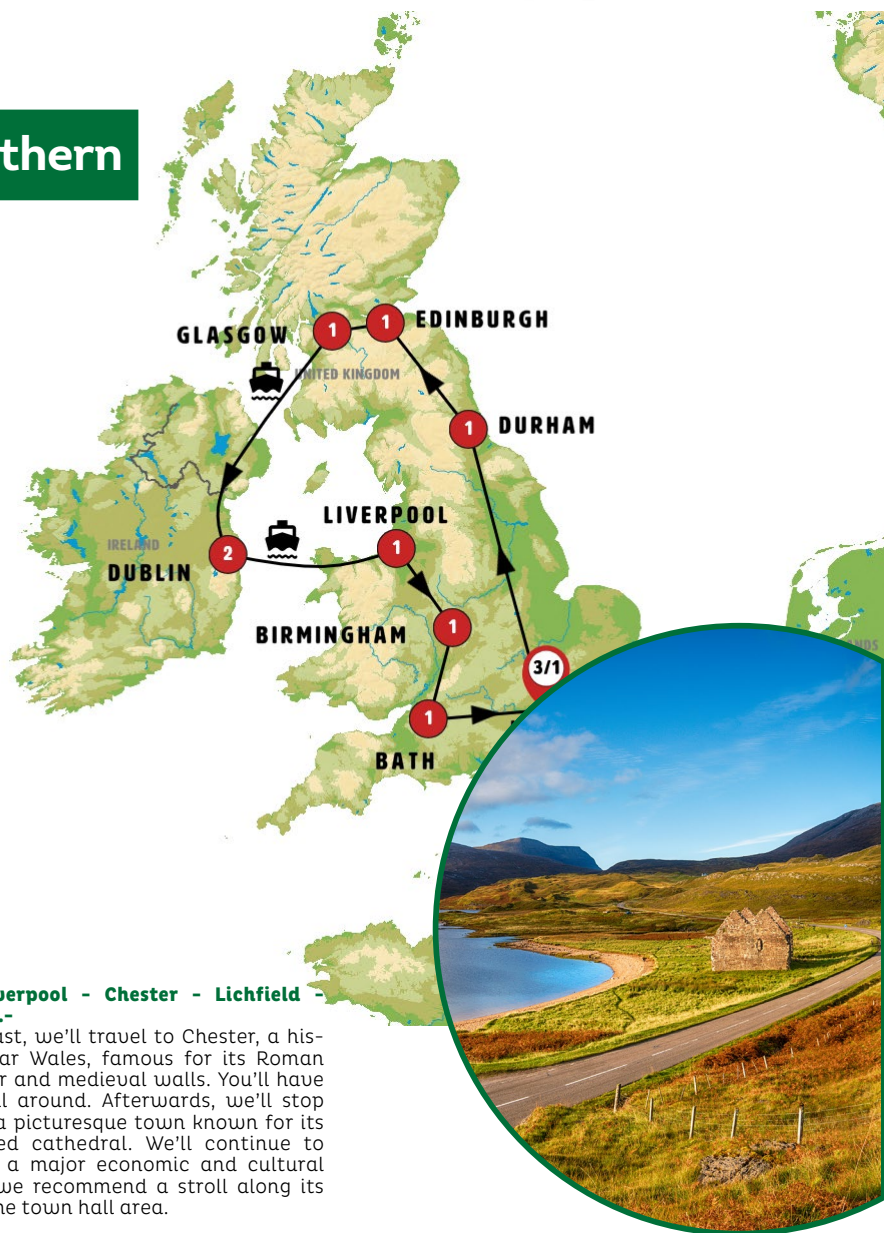 thern
GLASGOW
1
1
EDINBURGH
UNITED KINGDOM
1
DURHAM
LIVERPOOL
1
IRELAND
2
DUBLIN
BIRMINGHAM
1
3/1
1
BATH
NDS
verpool - Chester - Lichfield -
.-
ast, we’ll travel to Chester, a his-
ar Wales, famous for its Roman
r and medieval walls. You’ll have
l around. Afterwards, we’ll stop
a picturesque town known for its
ed cathedral. We’ll continue to
a major economic and cultural
we recommend a stroll along its
he town hall area.